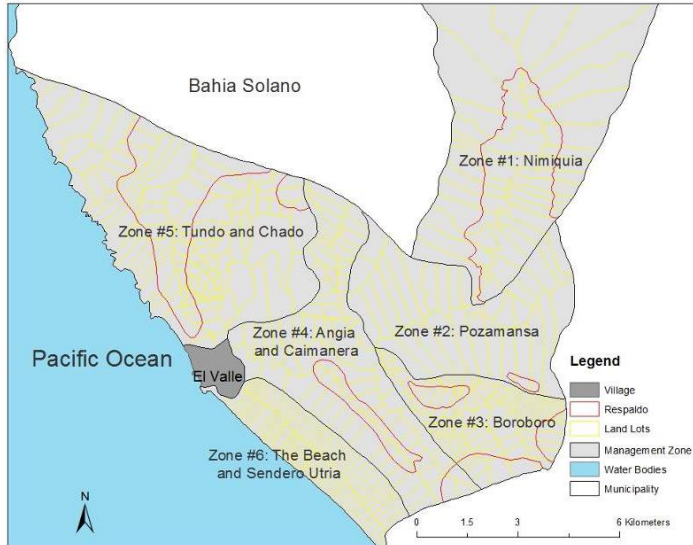 Bahia Solano
Zone #1: Nimiquia
Zone #5: Tundo and Chado
Zone #4: Angia
and Caimanera
Zone #2: Pozamansa
Pacific Ocean
El Valle
Zone #3: Boroboro
Zone #6: The Beach
and Sendero Utria
Legend
Village
Respaldo
Land Lots
Management Zone
Water Bodies
Municipality
N
0 1.5 3 6 Kilometers